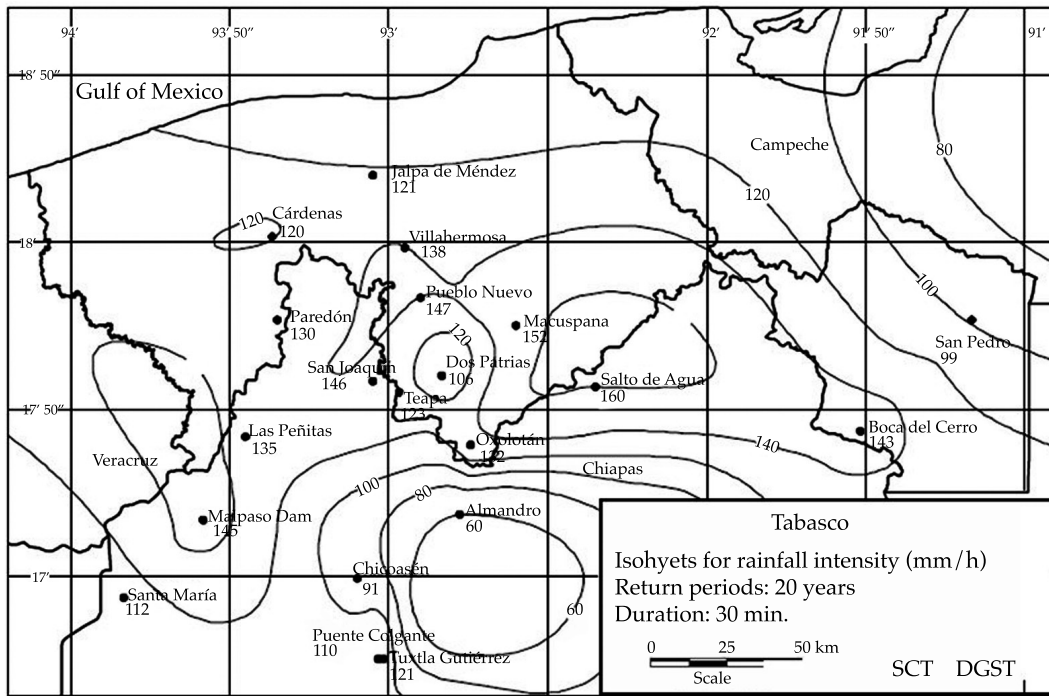 94′
93′ 50″
93′
92′
91′ 50″
91′
18′ 50″
Gulf of Mexico
Campeche
80
Jalpa de Méndez
121
120
Cárdenas
120
120
Villahermosa
138
18′
100
Pueblo Nuevo
147
Paredón
130
120
Macuspana
152
San Pedro
99
San Joaquín
146
Dos Patrias
106
Salto de Agua
160
Teapa
123
17′ 50″
Las Peñitas
135
Oxolotán
132
140
Boca del Cerro
143
Veracruz
Chiapas
100
80
Malpaso Dam
145
Almandro
60
Chicoasén
91
17′
Santa María
112
60
Puente Colgante
110
Tuxtla Gutiérrez
121
Tabasco
Isohyets for rainfall intensity (mm/h)
Return periods: 20 years
Duration: 30 min.
0 25 50 km
Scale
SCT DGST